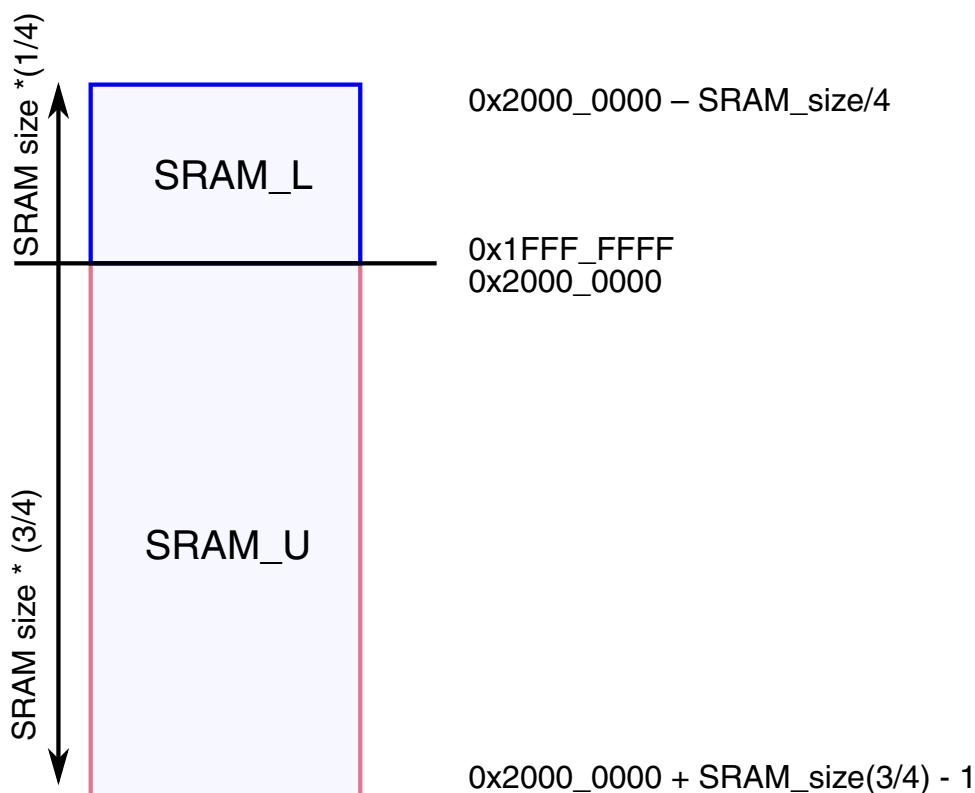 SRAM size *(1/4)
0x2000_0000 – SRAM_size/4
SRAM_L
0x1FFF_FFFF
0x2000_0000
SRAM size * (3/4)
SRAM_U
0x2000_0000 + SRAM_size(3/4) - 1